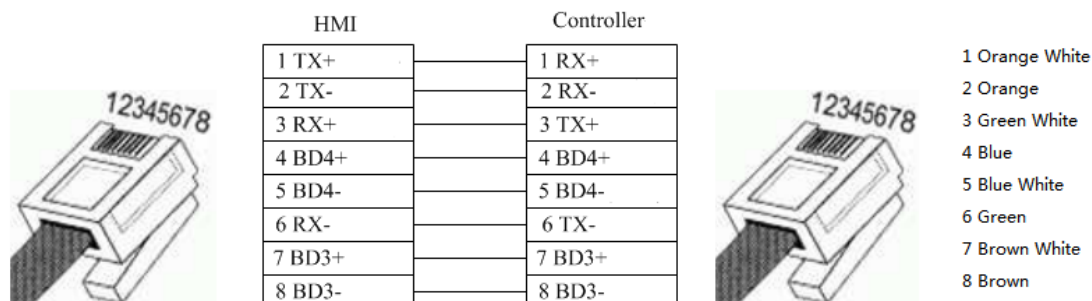 HMI
Controller
1 TX+
1 RX+
2 TX-
2 RX-
3 RX+
3 TX+
4 BD4+
4 BD4+
5 BD4-
5 BD4-
6 RX-
6 TX-
7 BD3+
7 BD3+
8 BD3-
8 BD3-
12345678
12345678
1 Orange White
2 Orange
3 Green White
4 Blue
5 Blue White
6 Green
7 Brown White
8 Brown